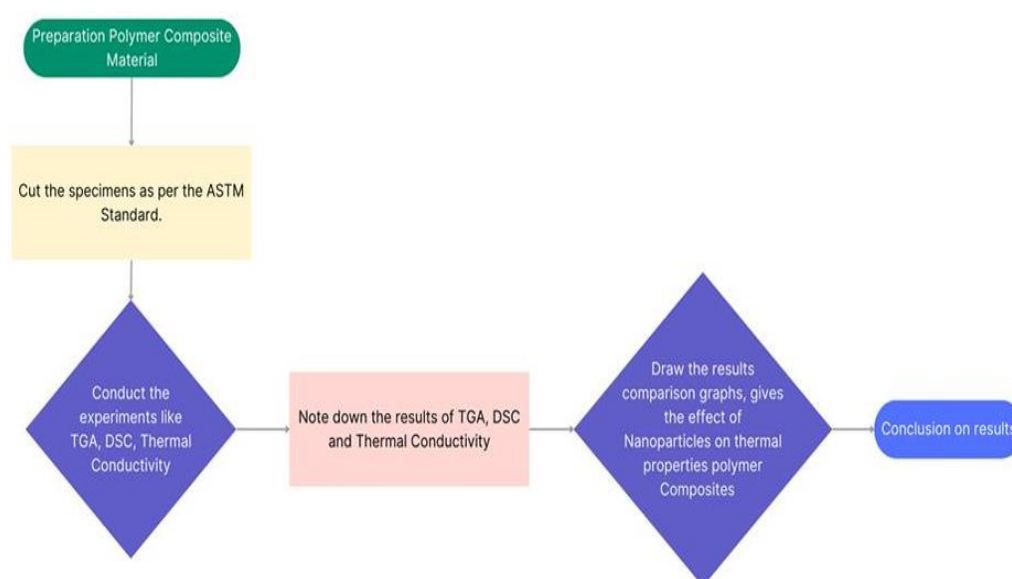 Preparation Polymer Composite
Material
Cut the specimens as per the ASTM
Standard.
Conduct the
experiments like
TGA, DSC, Thermal
Conductivity
Note down the results of TGA, DSC
and Thermal Conductivity
Draw the results
comparison graphs, gives
the effect of
Nanoparticles on thermal
properties polymer
Composites
Conclusion on results